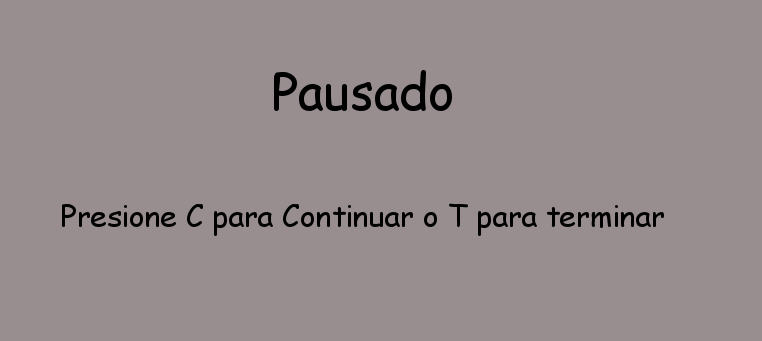 Pausado
Presione C para Continuar o T para terminar